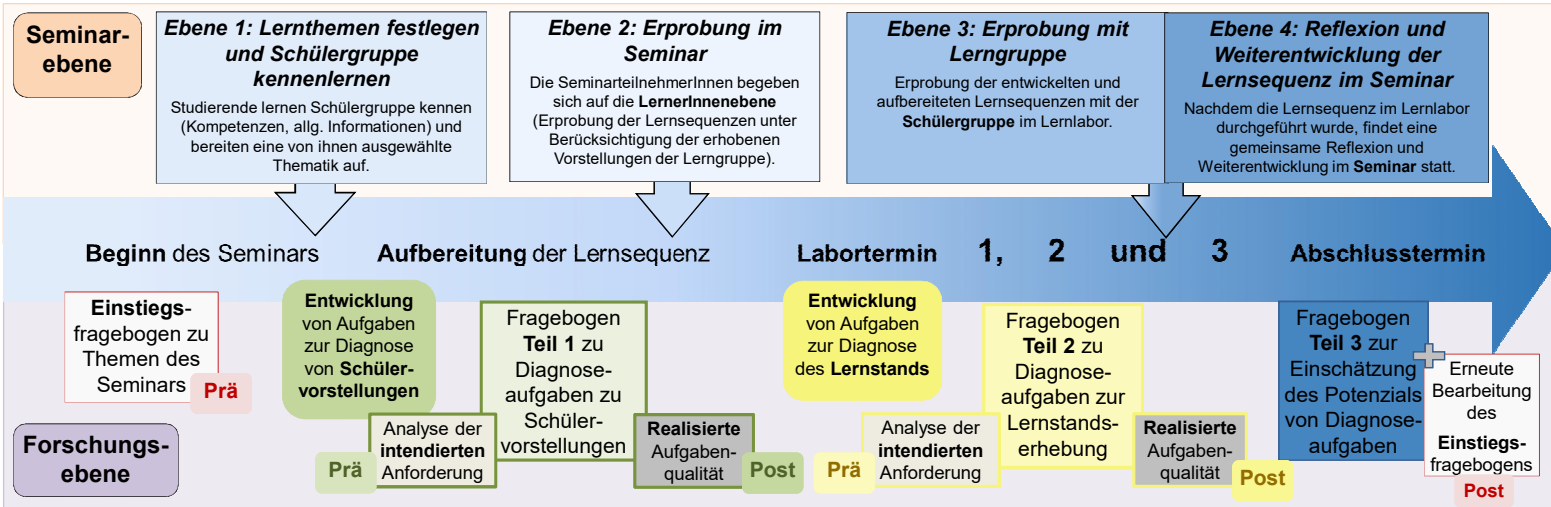 Seminar-
ebene
Ebene 1: Lernthemen festlegen
und Schülergruppe
kennenlernen
Studierende lernen Schülergruppe kennen
(Kompetenzen, allg. Informationen) und
bereiten eine von ihnen ausgewählte
Thematik auf.
Ebene 2: Erprobung im
Seminar
Die SeminarteilnehmerInnen begeben
sich auf die LernerInnenebene
(Erprobung der Lernsequenzen unter
Berücksichtigung der erhobenen
Vorstellungen der Lerngruppe).
Ebene 3: Erprobung mit
Lerngruppe
Erprobung der entwickelten und
aufbereiteten Lernsequenzen mit der
Schülergruppe im Lernlabor.
Ebene 4: Reflexion und
Weiterentwicklung der
Lernsequenz im Seminar
Nachdem die Lernsequenz im Lernlabor
durchgeführt wurde, findet eine
gemeinsame Reflexion und
Weiterentwicklung im Seminar statt.
Beginn des Seminars
Aufbereitung der Lernsequenz
Labortermin 1, 2 und 3
Abschlusstermin
Einstiegs-
fragebogen zu
Themen des
Seminars
Prä
Entwicklung
von Aufgaben
zur Diagnose
von Schüler-
vorstellungen
Fragebogen
Teil 1 zu
Diagnose-
aufgaben zu
Schüler-
vorstellungen
Prä
Analyse der
intendierten
Anforderung
Realisierte
Aufgaben-
qualität
Post
Entwicklung
von Aufgaben
zur Diagnose
des Lernstands
Fragebogen
Teil 2 zu
Diagnose-
aufgaben zur
Lernstands-
erhebung
Prä
Analyse der
intendierten
Anforderung
Realisierte
Aufgaben-
qualität
Post
Fragebogen
Teil 3 zur
Einschätzung
des Potenzials
von Diagnose-
aufgaben
+
Erneute
Bearbeitung
des
Einstiegs-
fragebogens
Post
Forschungs-
ebene